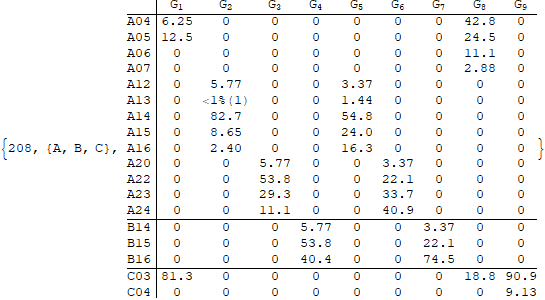 G1 G2 G3 G4 G5 G6 G7 G8 G9
A04 6.25 0 0 0 0 0 0 42.8 0
A05 12.5 0 0 0 0 0 0 24.5 0
A06 0 0 0 0 0 0 0 11.1 0
A07 0 0 0 0 0 0 0 2.88 0
A12 0 5.77 0 0 3.37 0 0 0 0
A13 0 <1%(1) 0 0 1.44 0 0 0 0
A14 0 82.7 0 0 54.8 0 0 0 0
A15 0 8.65 0 0 24.0 0 0 0 0
{208, {A, B, C}, A16 0 2.40 0 0 16.3 0 0 0 0 }
A20 0 0 5.77 0 0 3.37 0 0 0
A22 0 0 53.8 0 0 22.1 0 0 0
A23 0 0 29.3 0 0 33.7 0 0 0
A24 0 0 11.1 0 0 40.9 0 0 0
B14 0 0 0 5.77 0 0 3.37 0 0
B15 0 0 0 53.8 0 0 22.1 0 0
B16 0 0 0 40.4 0 0 74.5 0 0
C03 81.3 0 0 0 0 0 0 18.8 90.9
C04 0 0 0 0 0 0 0 0 9.13